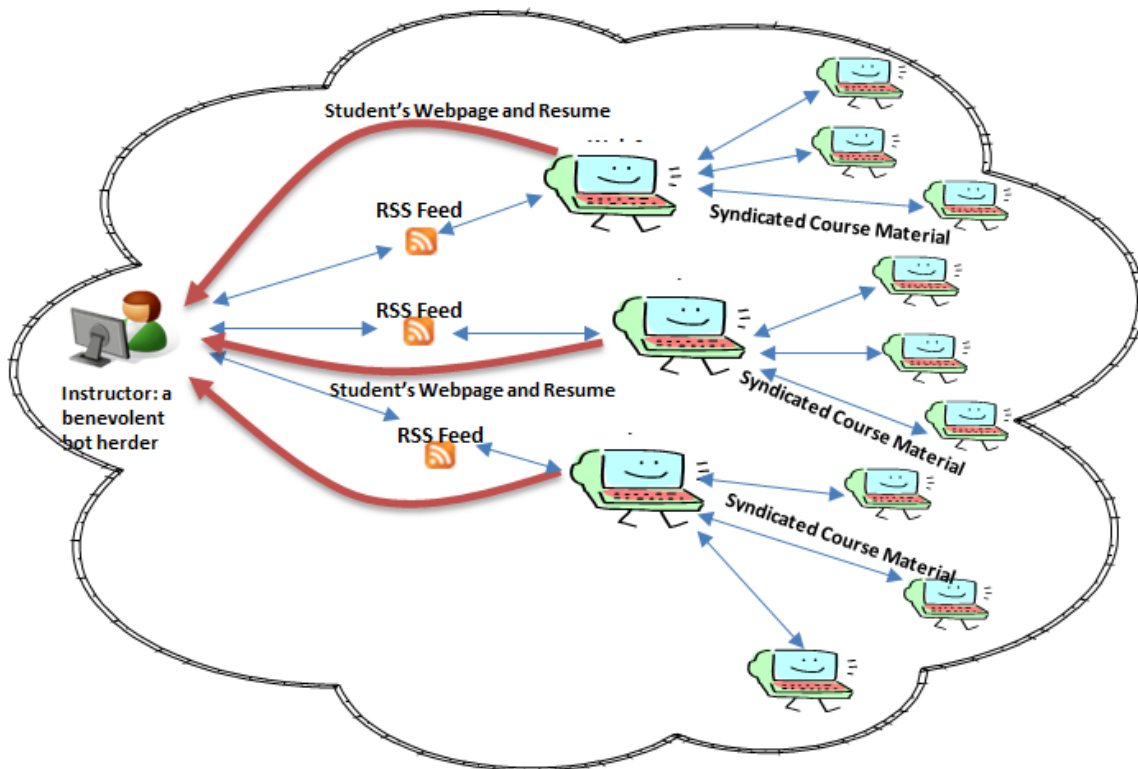 Student's Webpage and Resume
RSS Feed
Syndicated Course Material
RSS Feed
Instructor: a
benevolent
bot herder
Student's Webpage and Resume
Syndicated Course Material
RSS Feed
Syndicated Course Material